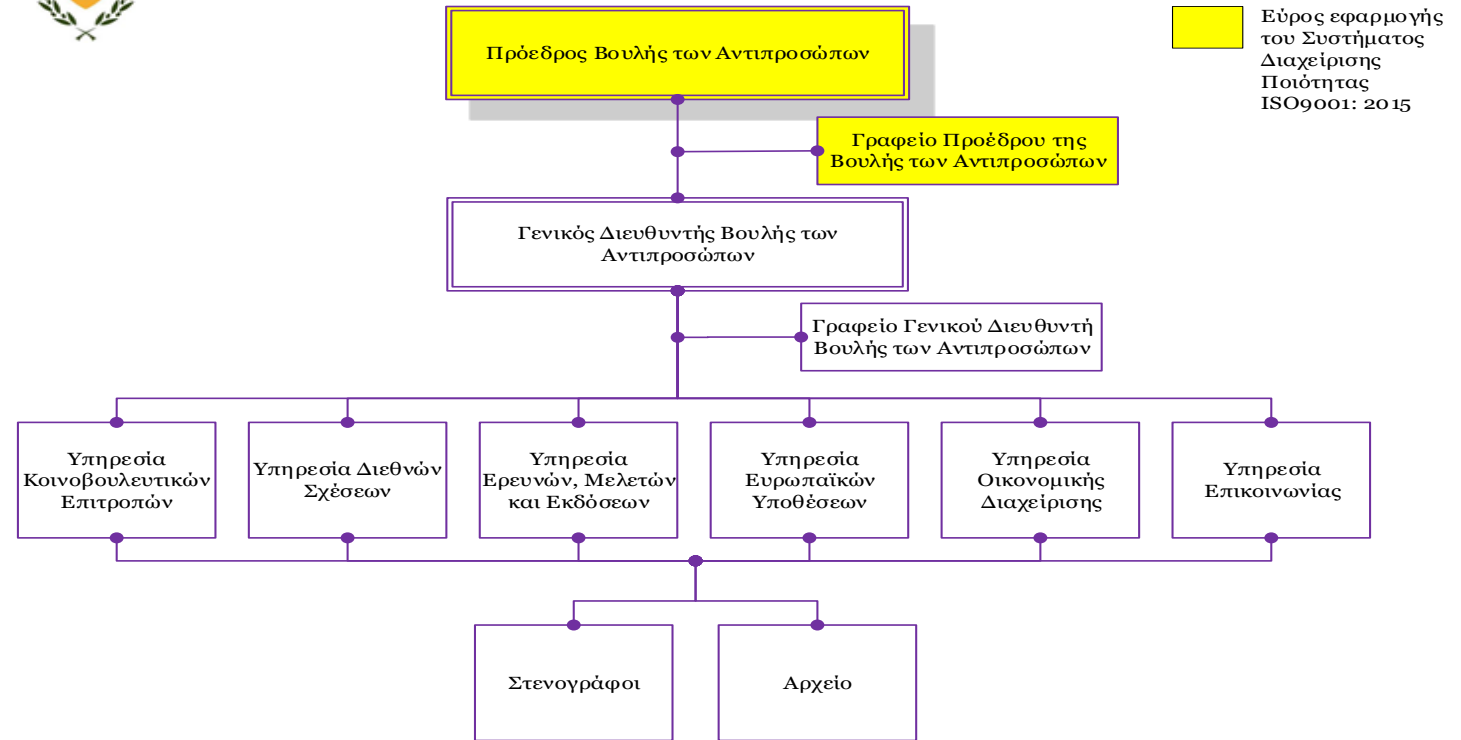 Πρόεδρος Βουλής των Αντιπροσώπων
Εύρος εφαρμογής
του Συστήματος
Διαχείρισης
Ποιότητας
ISO9001: 2015
Γραφείο Προέδρου της
Βουλής των Αντιπροσώπων
Γενικός Διευθυντής Βουλής των
Αντιπροσώπων
Γραφείο Γενικού Διευθυντή
Βουλής των Αντιπροσώπων
Υπηρεσία
Κοινοβουλευτικών
Επιτροπών
Υπηρεσία Διεθνών
Σχέσεων
Υπηρεσία
Ερευνών, Μελετών
και Εκδόσεων
Υπηρεσία
Ευρωπαϊκών
Υποθέσεων
Υπηρεσία
Οικονομικής
Διαχείρισης
Υπηρεσία
Επικοινωνίας
Στενογράφοι
Αρχείο